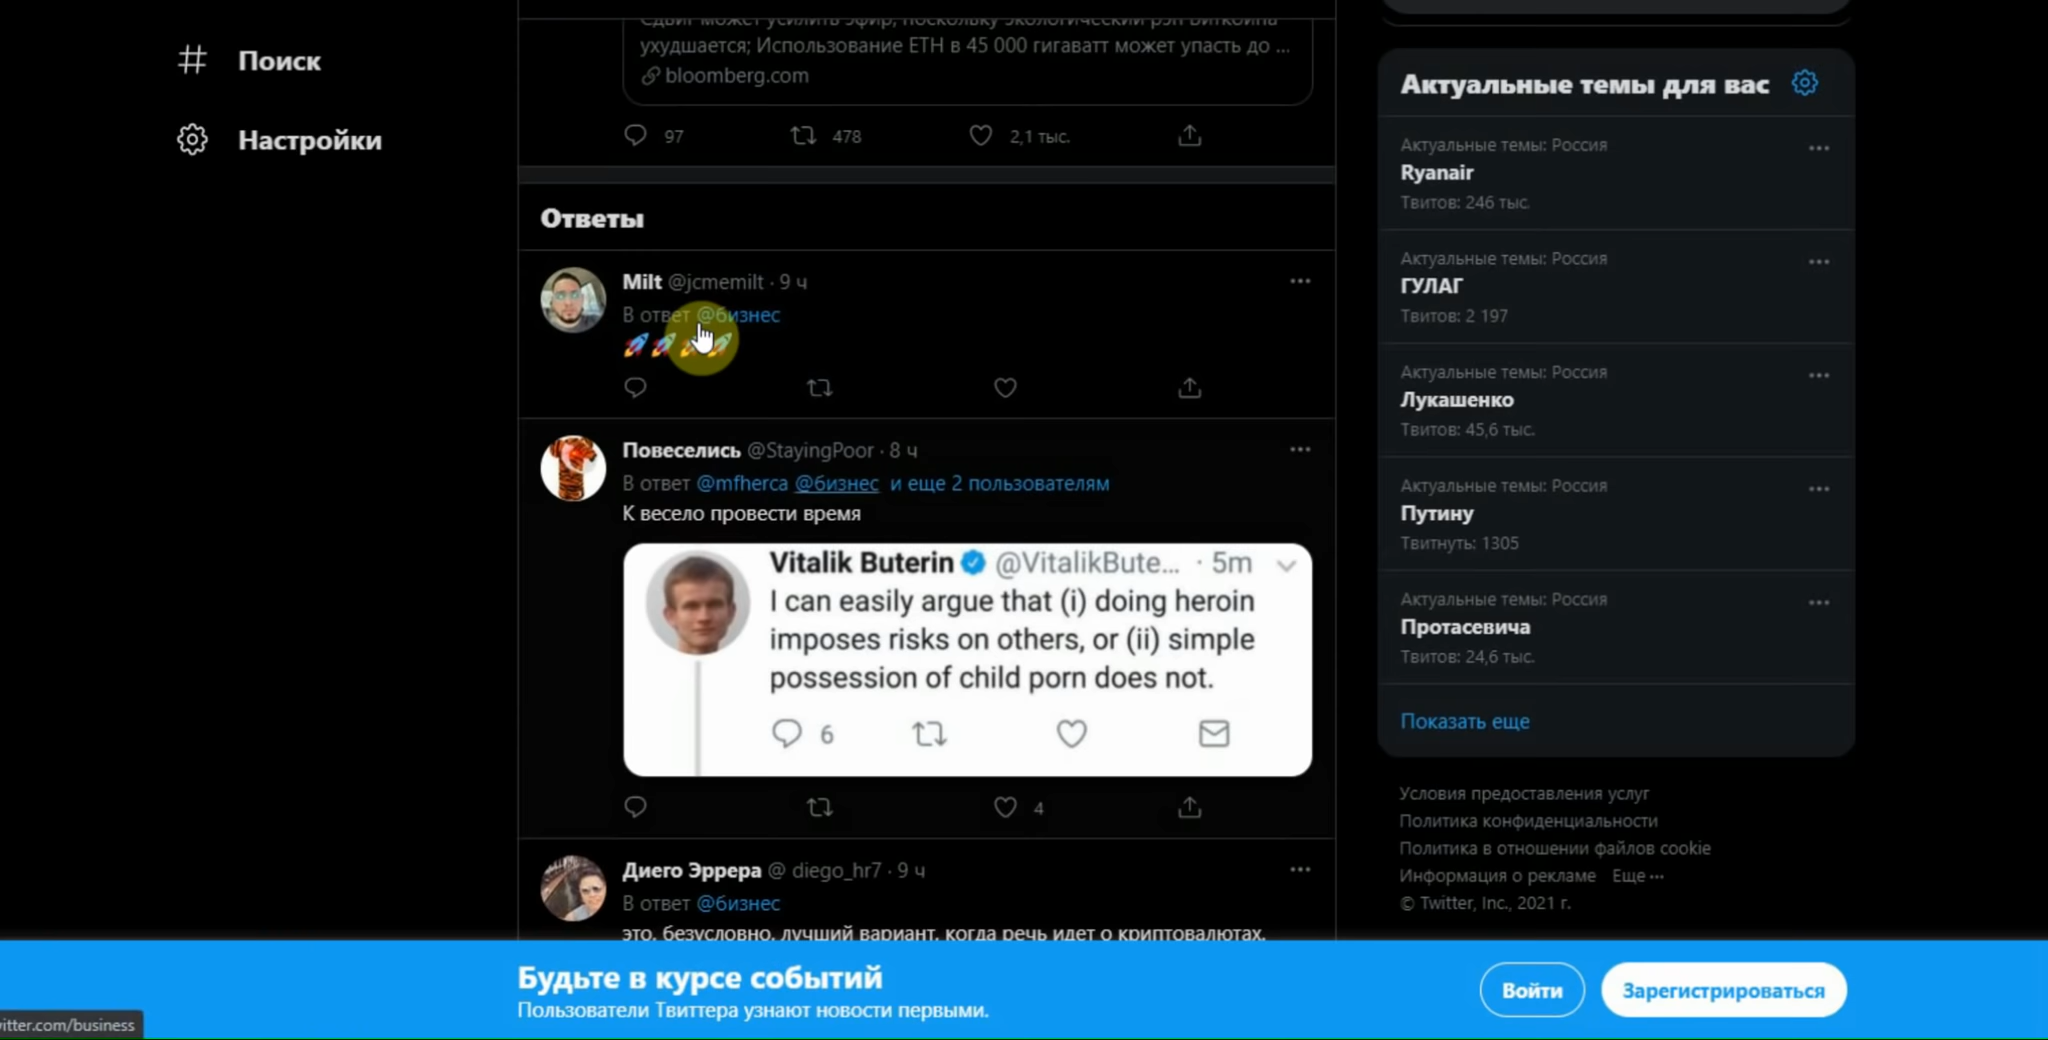 Поиск
Настройки
Сдвиг может усилить эфир, поскольку экологический рэп Биткойна
ухудшается; Использование ETH в 45 000 гигаватт может упасть до ...
bloomberg.com
97 478 2,1 тыс.
Ответы
Milt @jcmemilt · 9 ч
В ответ @бизнес
Повеселись @StayingPoor · 8 ч
В ответ @mfherca @бизнес и еще 2 пользователям
К весело провести время
Vitalik Buterin @VitalikBute... · 5m
I can easily argue that (i) doing heroin
imposes risks on others, or (ii) simple
possession of child porn does not.
6
4
Диего Эррера @ diego_hr7 · 9 ч
В ответ @бизнес
это, безусловно, лучший вариант, когда речь идет о криптовалютах.
Актуальные темы для вас
Актуальные темы: Россия
Ryanair
Твитов: 246 тыс.
Актуальные темы: Россия
ГУЛАГ
Твитов: 2 197
Актуальные темы: Россия
Лукашенко
Твитов: 45,6 тыс.
Актуальные темы: Россия
Путину
Твитнуть: 1305
Актуальные темы: Россия
Протасевича
Твитов: 24,6 тыс.
Показать еще
Условия предоставления услуг
Политика конфиденциальности
Политика в отношении файлов cookie
Информация о рекламе Еще ···
© Twitter, Inc., 2021 г.
Будьте в курсе событий
Пользователи Твиттера узнают новости первыми.
Войти
Зарегистрироваться
itter.com/business